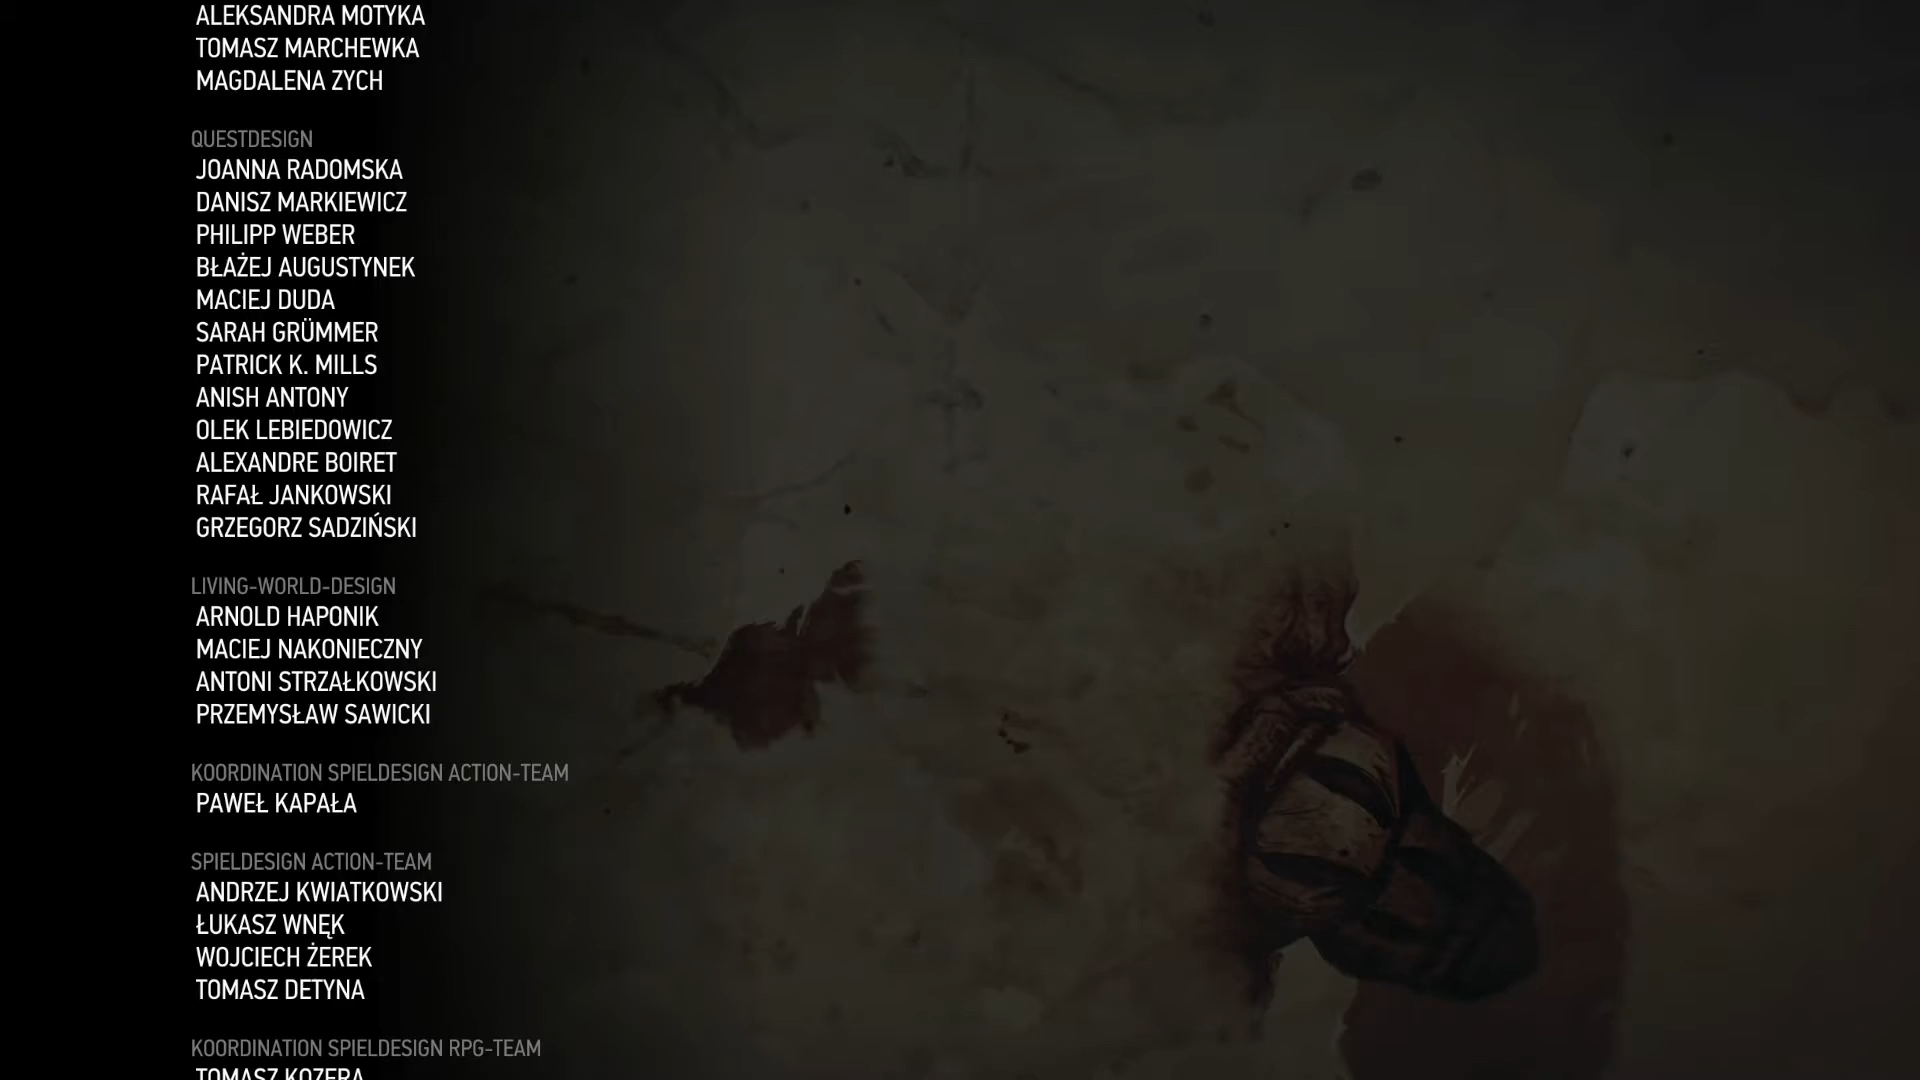 ALEKSANDRA MOTYKA
TOMASZ MARCHEWKA
MAGDALENA ZYCH
QUESTDESIGN
JOANNA RADOMSKA
DANISZ MARKIEWICZ
PHILIPP WEBER
BŁAŻEJ AUGUSTYNEK
MACIEJ DUDA
SARAH GRÜMMER
PATRICK K. MILLS
ANISH ANTONY
OLEK LEBIEDOWICZ
ALEXANDRE BOIRET
RAFAŁ JANKOWSKI
GRZEGORZ SADZIŃSKI
LIVING-WORLD-DESIGN
ARNOLD HAPONIK
MACIEJ NAKONIECZNY
ANTONI STRZAŁKOWSKI
PRZEMYSŁAW SAWICKI
KOORDINATION SPIELDESIGN ACTION-TEAM
PAWEŁ KAPAŁA
SPIELDESIGN ACTION-TEAM
ANDRZEJ KWIATKOWSKI
ŁUKASZ WNĘK
WOJCIECH ŻEREK
TOMASZ DETYNA
KOORDINATION SPIELDESIGN RPG-TEAM
TOMASZ KOZERA